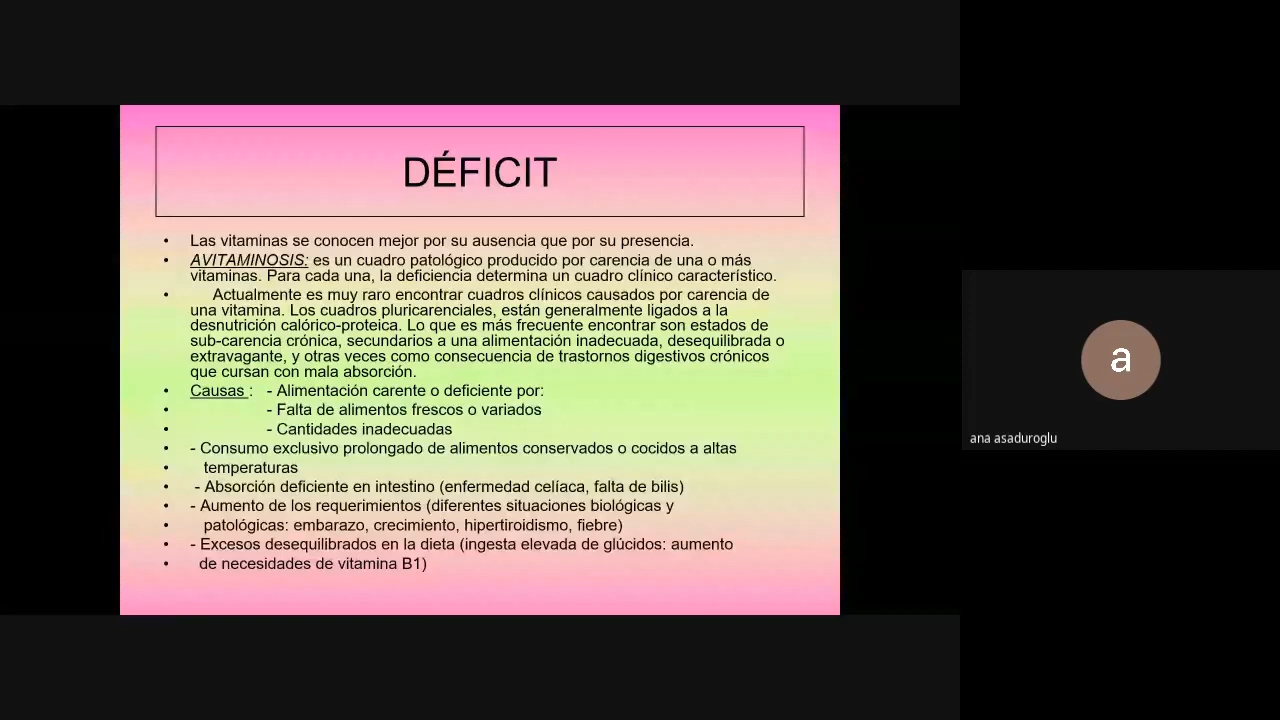 DÉFICIT
• Las vitaminas se conocen mejor por su ausencia que por su presencia.
• AVITAMINOSIS: es un cuadro patológico producido por carencia de una o más
vitaminas. Para cada una, la deficiencia determina un cuadro clínico característico.
• Actualmente es muy raro encontrar cuadros clínicos causados por carencia de
una vitamina. Los cuadros pluricarenciales, están generalmente ligados a la
desnutrición calórico-proteica. Lo que es más frecuente encontrar son estados de
sub-carencia crónica, secundarios a una alimentación inadecuada, desequilibrada o
extravagante, y otras veces como consecuencia de trastornos digestivos crónicos
que cursan con mala absorción.
• Causas : - Alimentación carente o deficiente por:
• - Falta de alimentos frescos o variados
• - Cantidades inadecuadas
• - Consumo exclusivo prolongado de alimentos conservados o cocidos a altas
• temperaturas
• - Absorción deficiente en intestino (enfermedad celíaca, falta de bilis)
• - Aumento de los requerimientos (diferentes situaciones biológicas y
• patológicas: embarazo, crecimiento, hipertiroidismo, fiebre)
• - Excesos desequilibrados en la dieta (ingesta elevada de glúcidos: aumento
• de necesidades de vitamina B1)
a
ana asaduroglu